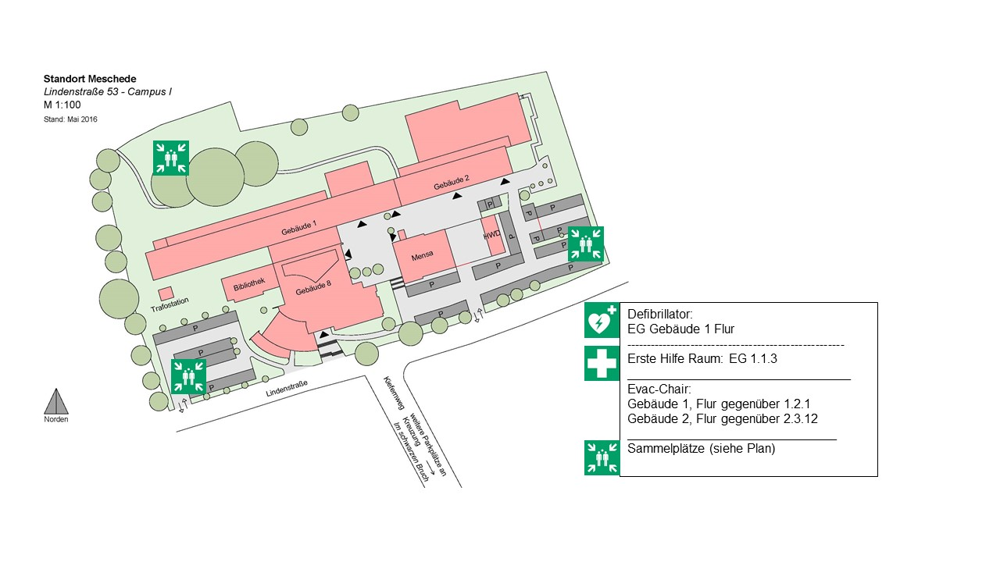 Standort Meschede
Lindenstraße 53 - Campus I
M 1:100
Stand: Mai 2016
Gebäude 2
Gebäude 1
P
P
P
P
P
P
P
HWD
P
Mensa
P
P
P
P
Bibliothek
Gebäude 8
Trafostation
P
P
P
Lindenstraße
Kiefernweg
weitere Parkplätze an
Kreuzung
Im schwarzen Bruch
Norden
Defibrillator:
EG Gebäude 1 Flur
Erste Hilfe Raum: EG 1.1.3
Evac-Chair:
Gebäude 1, Flur gegenüber 1.2.1
Gebäude 2, Flur gegenüber 2.3.12
Sammelplätze (siehe Plan)